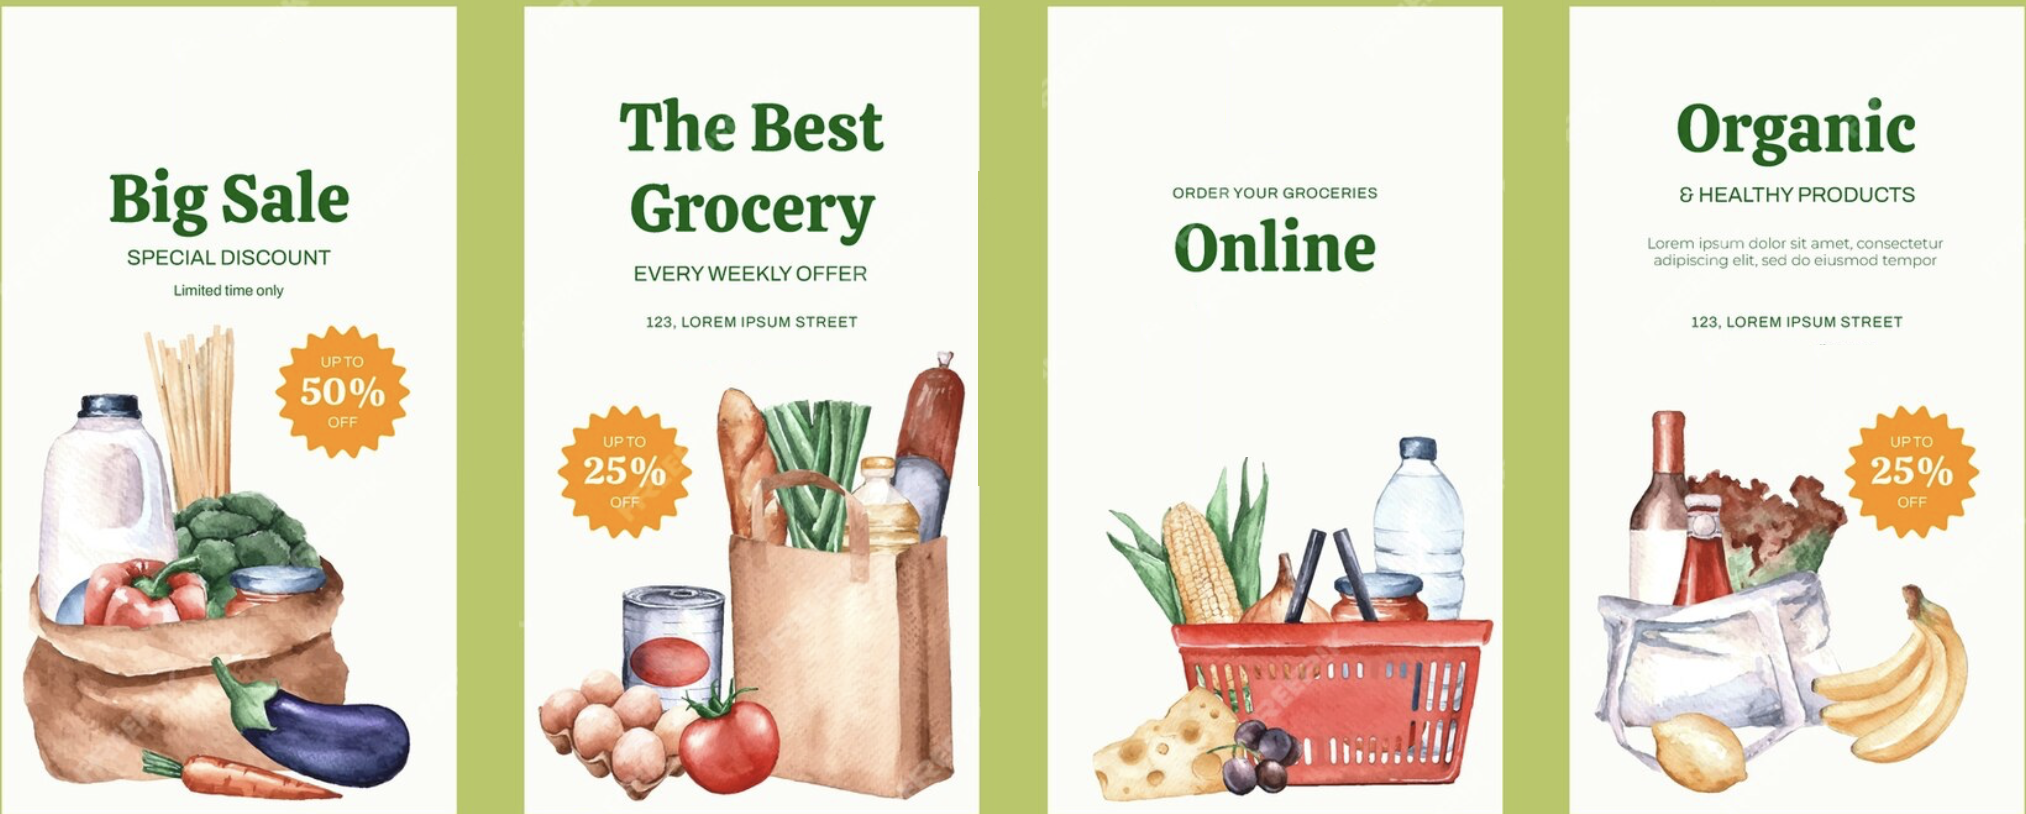 Big Sale
SPECIAL DISCOUNT
Limited time only
UP TO
50%
OFF
The Best
Grocery
EVERY WEEKLY OFFER
123, LOREM IPSUM STREET
UP TO
25%
OFF
ORDER YOUR GROCERIES
Online
Organic
& HEALTHY PRODUCTS
Lorem ipsum dolor sit amet, consectetur
adipiscing elit, sed do eiusmod tempor
123, LOREM IPSUM STREET
UP TO
25%
OFF